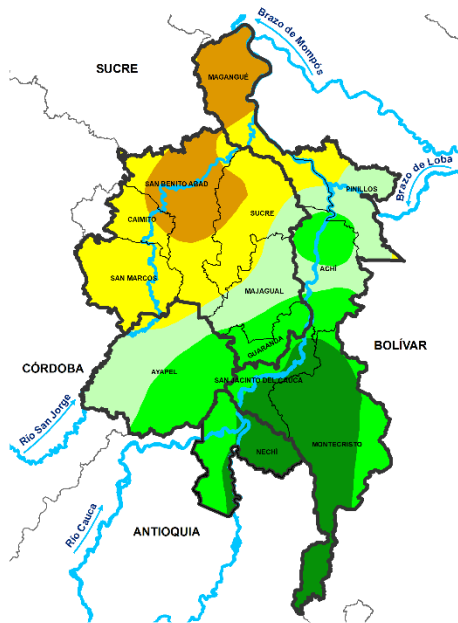 Brazo de Mompós
SUCRE
MAGANGUÉ
Brazo de Loba
SAN BENITO ABAD
PINILLOS
CAIMITO
SUCRE
SAN MARCOS
ACHÍ
MAJAGUAL
BOLÍVAR
GUARANDA
CÓRDOBA
AYAPEL
SAN JACINTO DEL CAUCA
Río San Jorge
MONTECRISTO
NECHÍ
Río Cauca
ANTIOQUIA